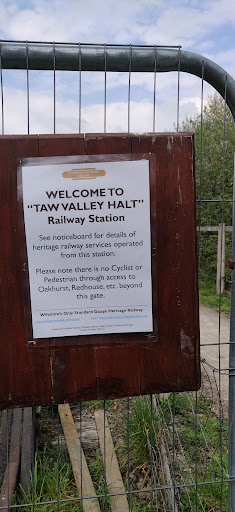 WELCOME TO
"TAW VALLEY HALT"
Railway Station
See noticeboard for details of
heritage railway services operated
from this station.
Please note there is no Cyclist or
Pedestrian through access to
Oakhurst, Redhouse, etc. beyond
this gate.
Wiltshire's Only Standard Gauge Heritage Railway